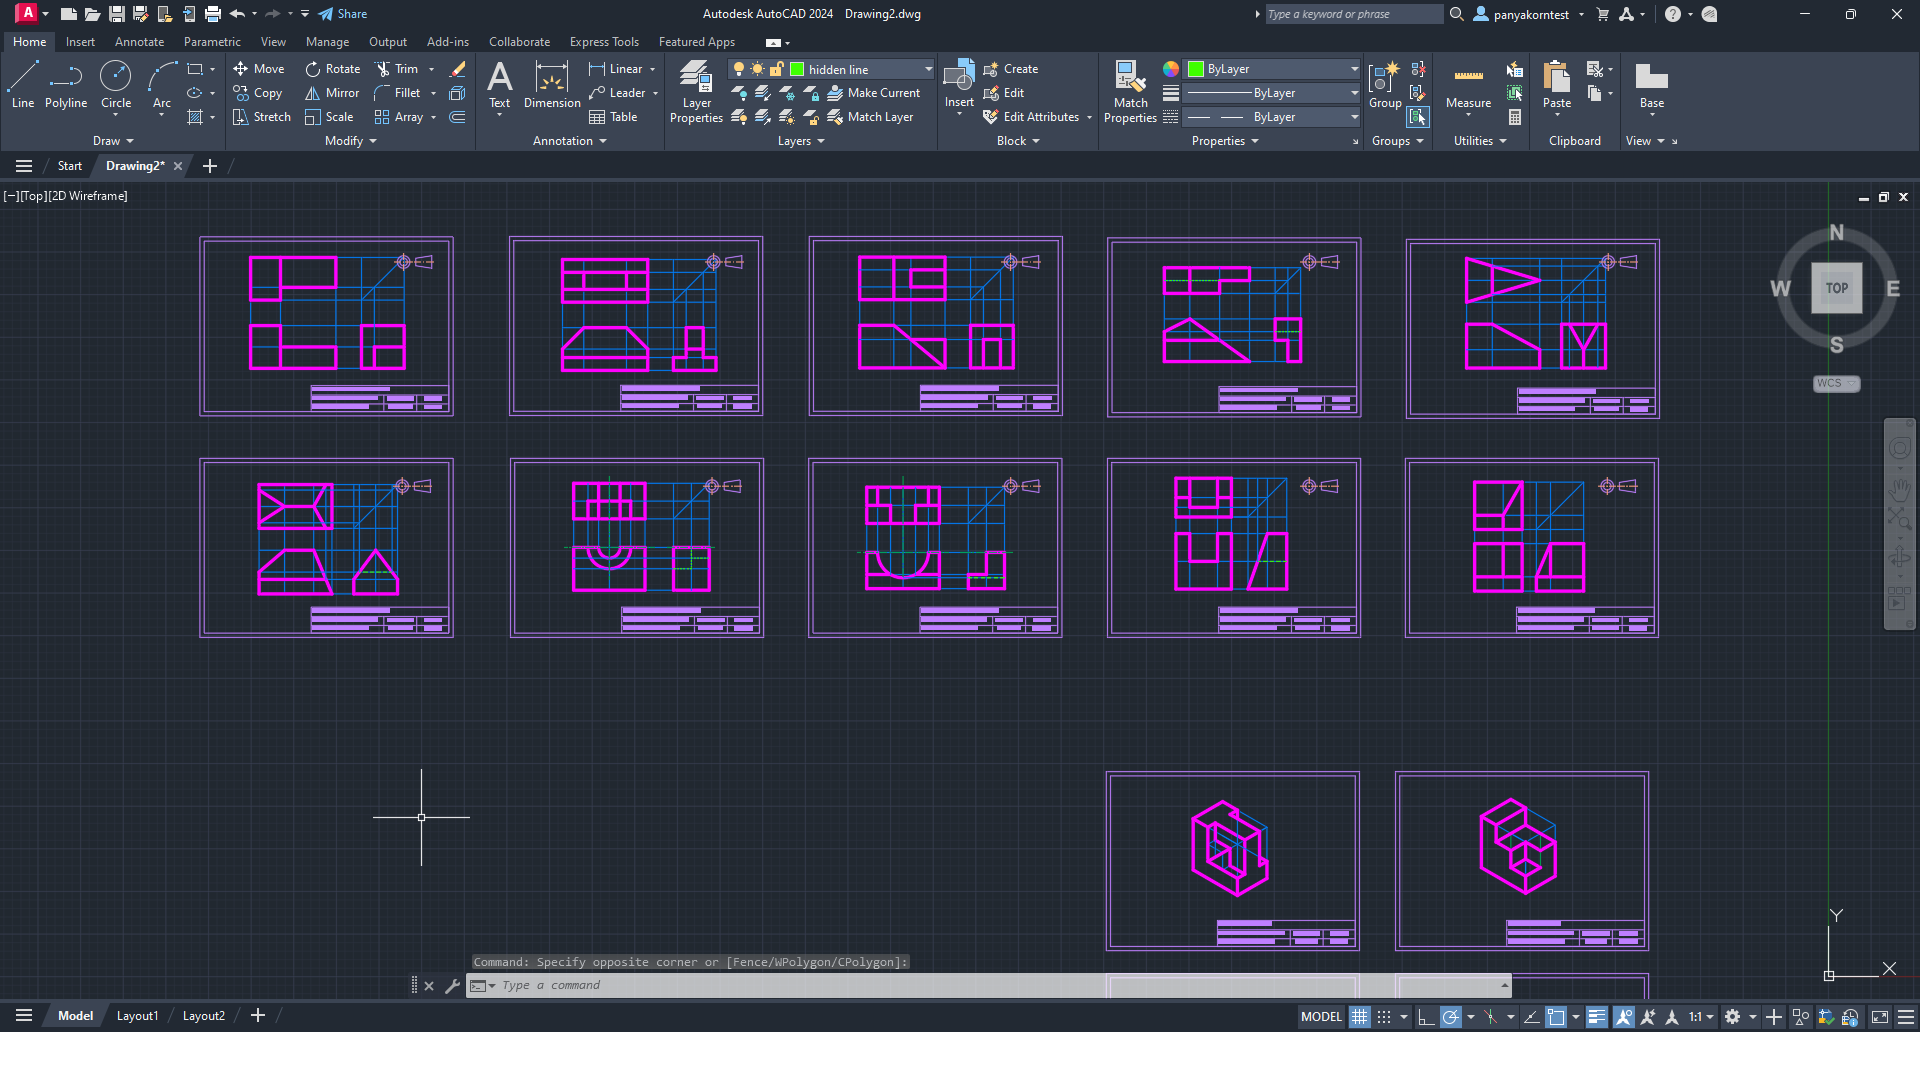 A
Share
Autodesk AutoCAD 2024 Drawing2.dwg
Type a keyword or phrase
panyakorntest
Home Insert Annotate Parametric View Manage Output Add-ins Collaborate Express Tools Featured Apps
Line Polyline Circle Arc
Move Rotate Trim
Copy Mirror Fillet
Stretch Scale Array
Text Dimension
Linear
Leader
Table
Layer Properties
hidden line
Make Current
Match Layer
Insert
Create
Edit
Edit Attributes
Match Properties
ByLayer
ByLayer
ByLayer
Group
Measure
Paste
Base
Draw Modify Annotation Layers Block Properties Groups Utilities Clipboard View
Start Drawing2*
[−][Top][2D Wireframe]
N
W TOP E
S
WCS
Y
X
Command: Specify opposite corner or [Fence/WPolygon/CPolygon]:
Type a command
Model Layout1 Layout2
MODEL 1:1